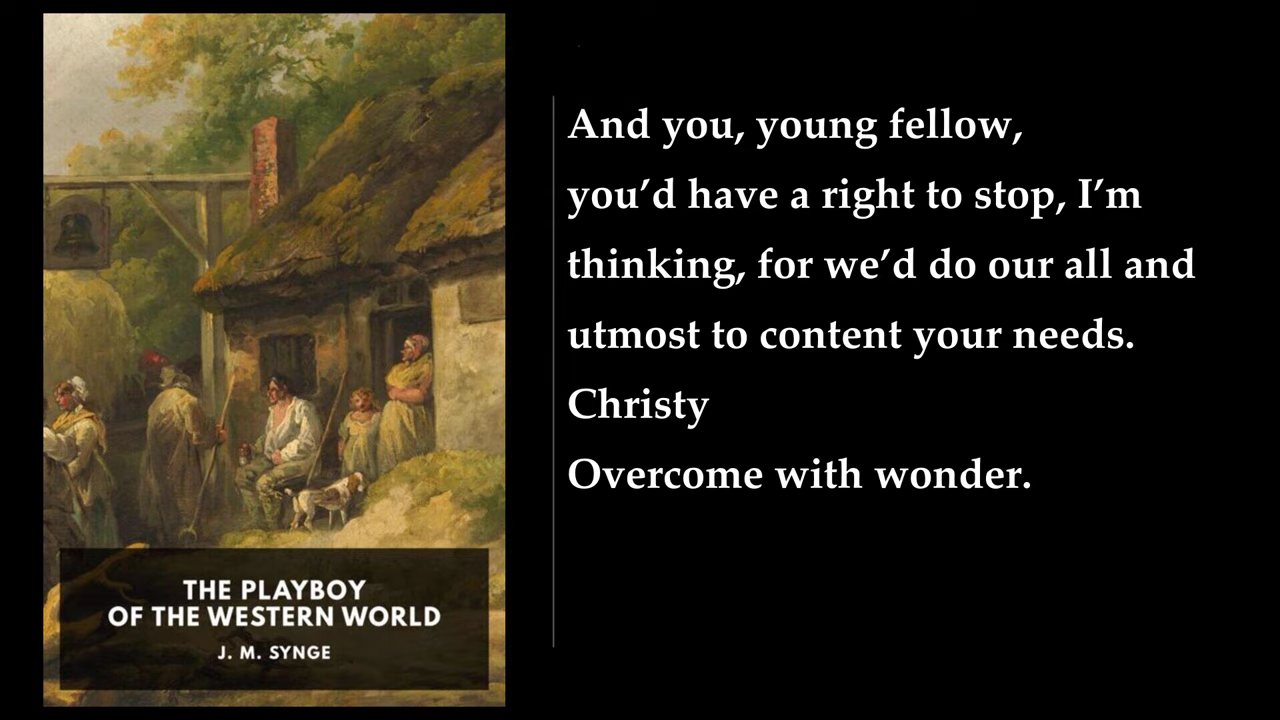 And you, young fellow,
you’d have a right to stop, I’m
thinking, for we’d do our all and
utmost to content your needs.
Christy
Overcome with wonder.
THE PLAYBOY
OF THE WESTERN WORLD
J. M. SYNGE